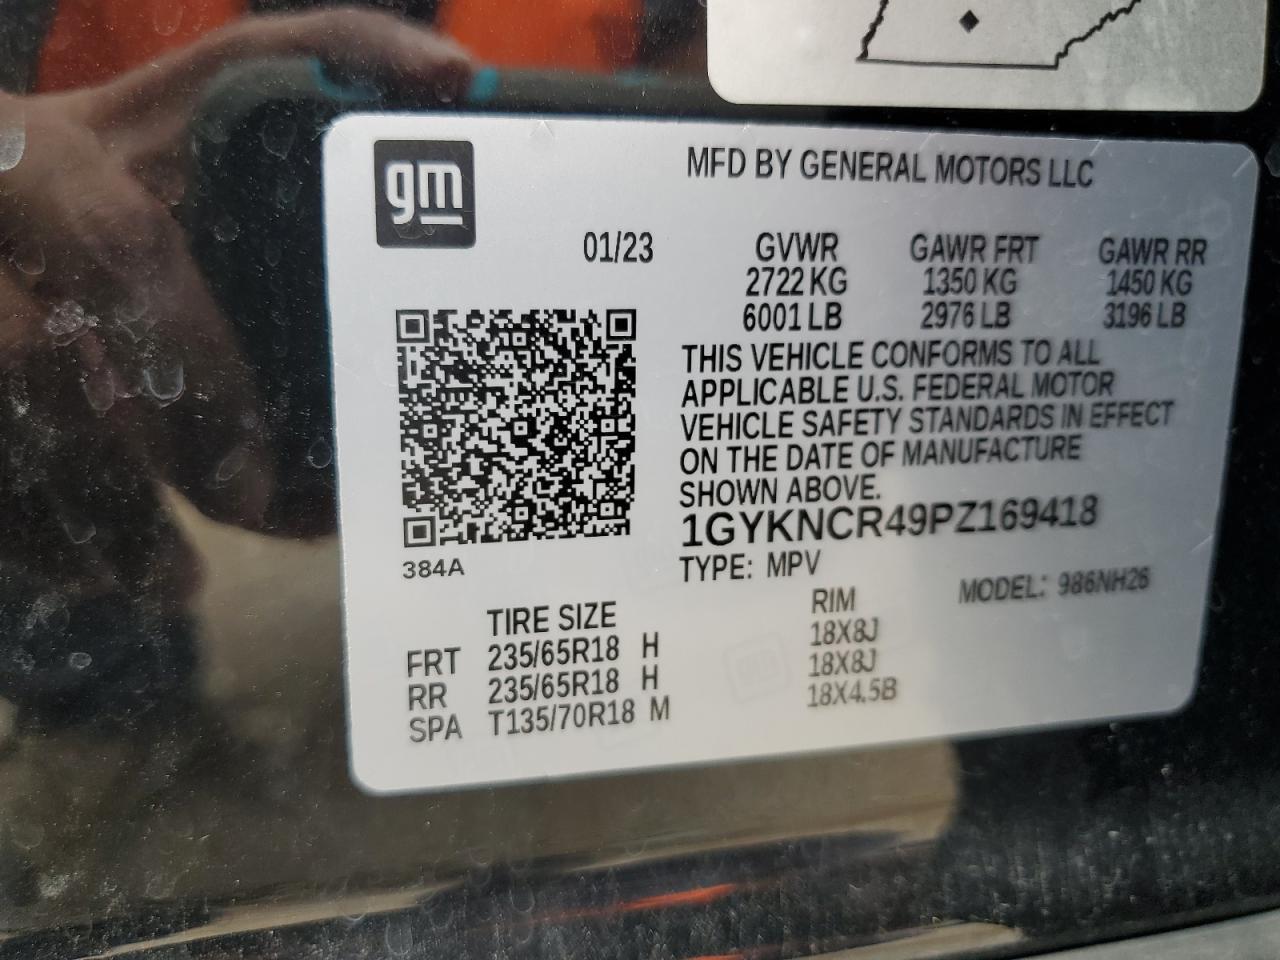 gm
MFD BY GENERAL MOTORS LLC
01/23
GVWR GAWR FRT GAWR RR
2722 KG 1350 KG 1450 KG
6001 LB 2976 LB 3196 LB
THIS VEHICLE CONFORMS TO ALL
APPLICABLE U.S. FEDERAL MOTOR
VEHICLE SAFETY STANDARDS IN EFFECT
ON THE DATE OF MANUFACTURE
SHOWN ABOVE.
1GYKNCR49PZ169418
TYPE: MPV
MODEL: 986NH26
384A
TIRE SIZE RIM
FRT 235/65R18 H 18X8J
RR 235/65R18 H 18X8J
SPA T135/70R18 M 18X4.5B